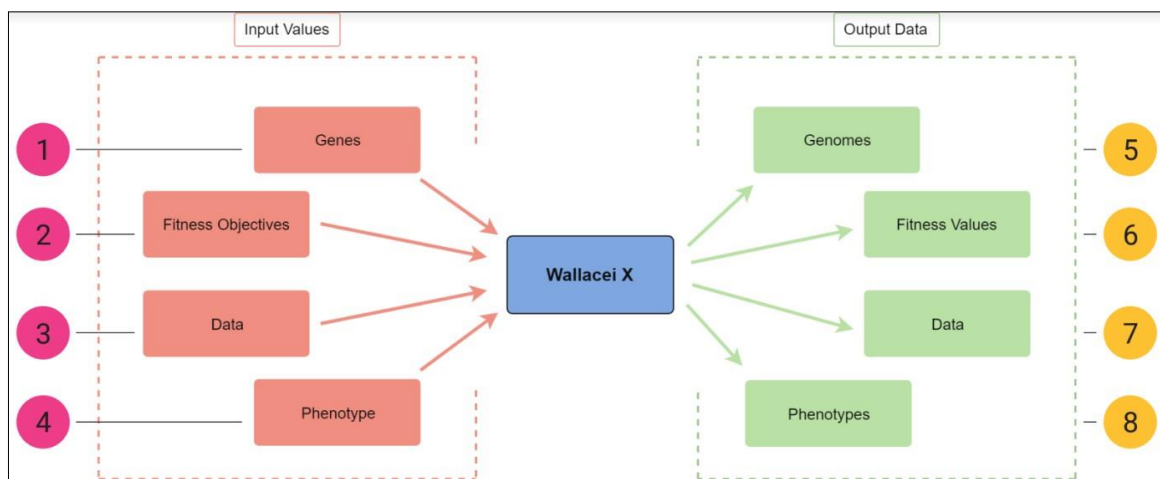 Input Values
Output Data
1
Genes
Genomes
5
2
Fitness Objectives
Fitness Values
6
Wallacei X
3
Data
Data
7
4
Phenotype
Phenotypes
8